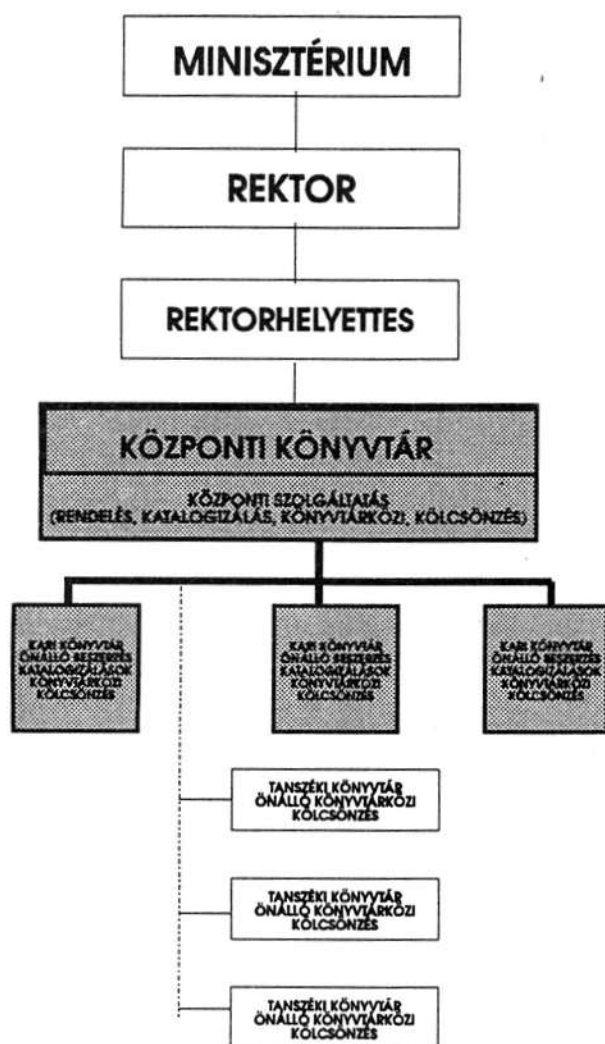 MINISZTÉRIUM
REKTOR
REKTORHELYETTES
KÖZPONTI KÖNYVTÁR
KÖZPONTI SZOLGÁLTATÁS
(RENDELÉS, KATALOGIZÁLÁS, KÖNYVTÁRKÖZI, KÖLCSÖNZÉS)
KARI KÖNYVTÁR
ÖNÁLLÓ BESZERZÉS
KATALOGIZÁLÁSOK
KÖNYVTÁRKÖZI
KÖLCSÖNZÉS
KARI KÖNYVTÁR
ÖNÁLLÓ BESZERZÉS
KATALOGIZÁLÁSOK
KÖNYVTÁRKÖZI
KÖLCSÖNZÉS
KARI KÖNYVTÁR
ÖNÁLLÓ BESZERZÉS
KATALOGIZÁLÁSOK
KÖNYVTÁRKÖZI
KÖLCSÖNZÉS
TANSZÉKI KÖNYVTÁR
ÖNÁLLÓ KÖNYVTÁRKÖZI
KÖLCSÖNZÉS
TANSZÉKI KÖNYVTÁR
ÖNÁLLÓ KÖNYVTÁRKÖZI
KÖLCSÖNZÉS
TANSZÉKI KÖNYVTÁR
ÖNÁLLÓ KÖNYVTÁRKÖZI
KÖLCSÖNZÉS